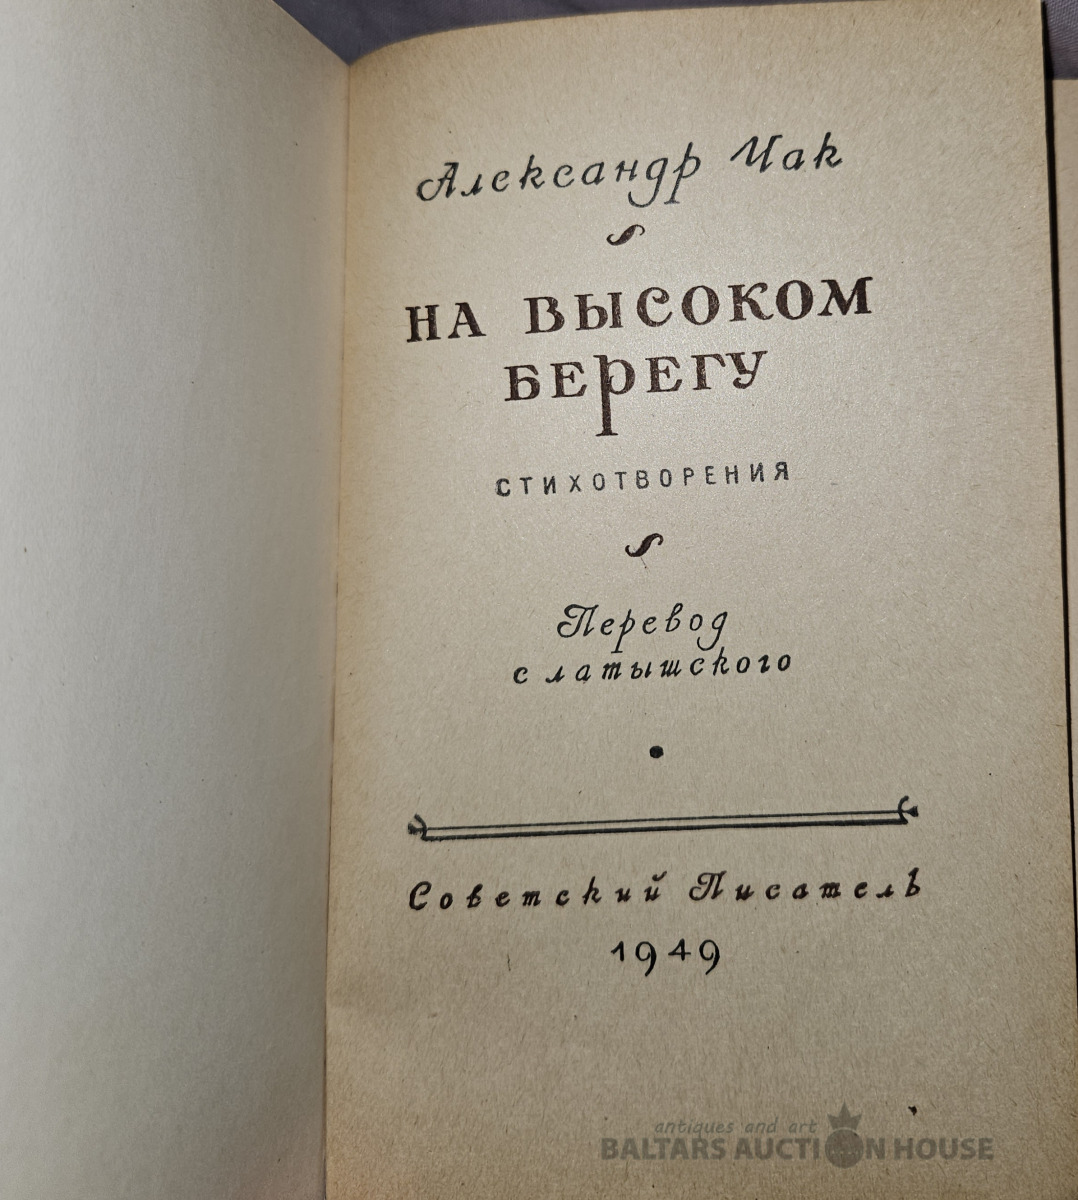 Александр Чак
НА ВЫСОКОМ
БЕРЕГУ
СТИХОТВОРЕНИЯ
Перевод
с латышского
Советский Писатель
1949
antiques and art
BALTARS AUCTION HOUSE